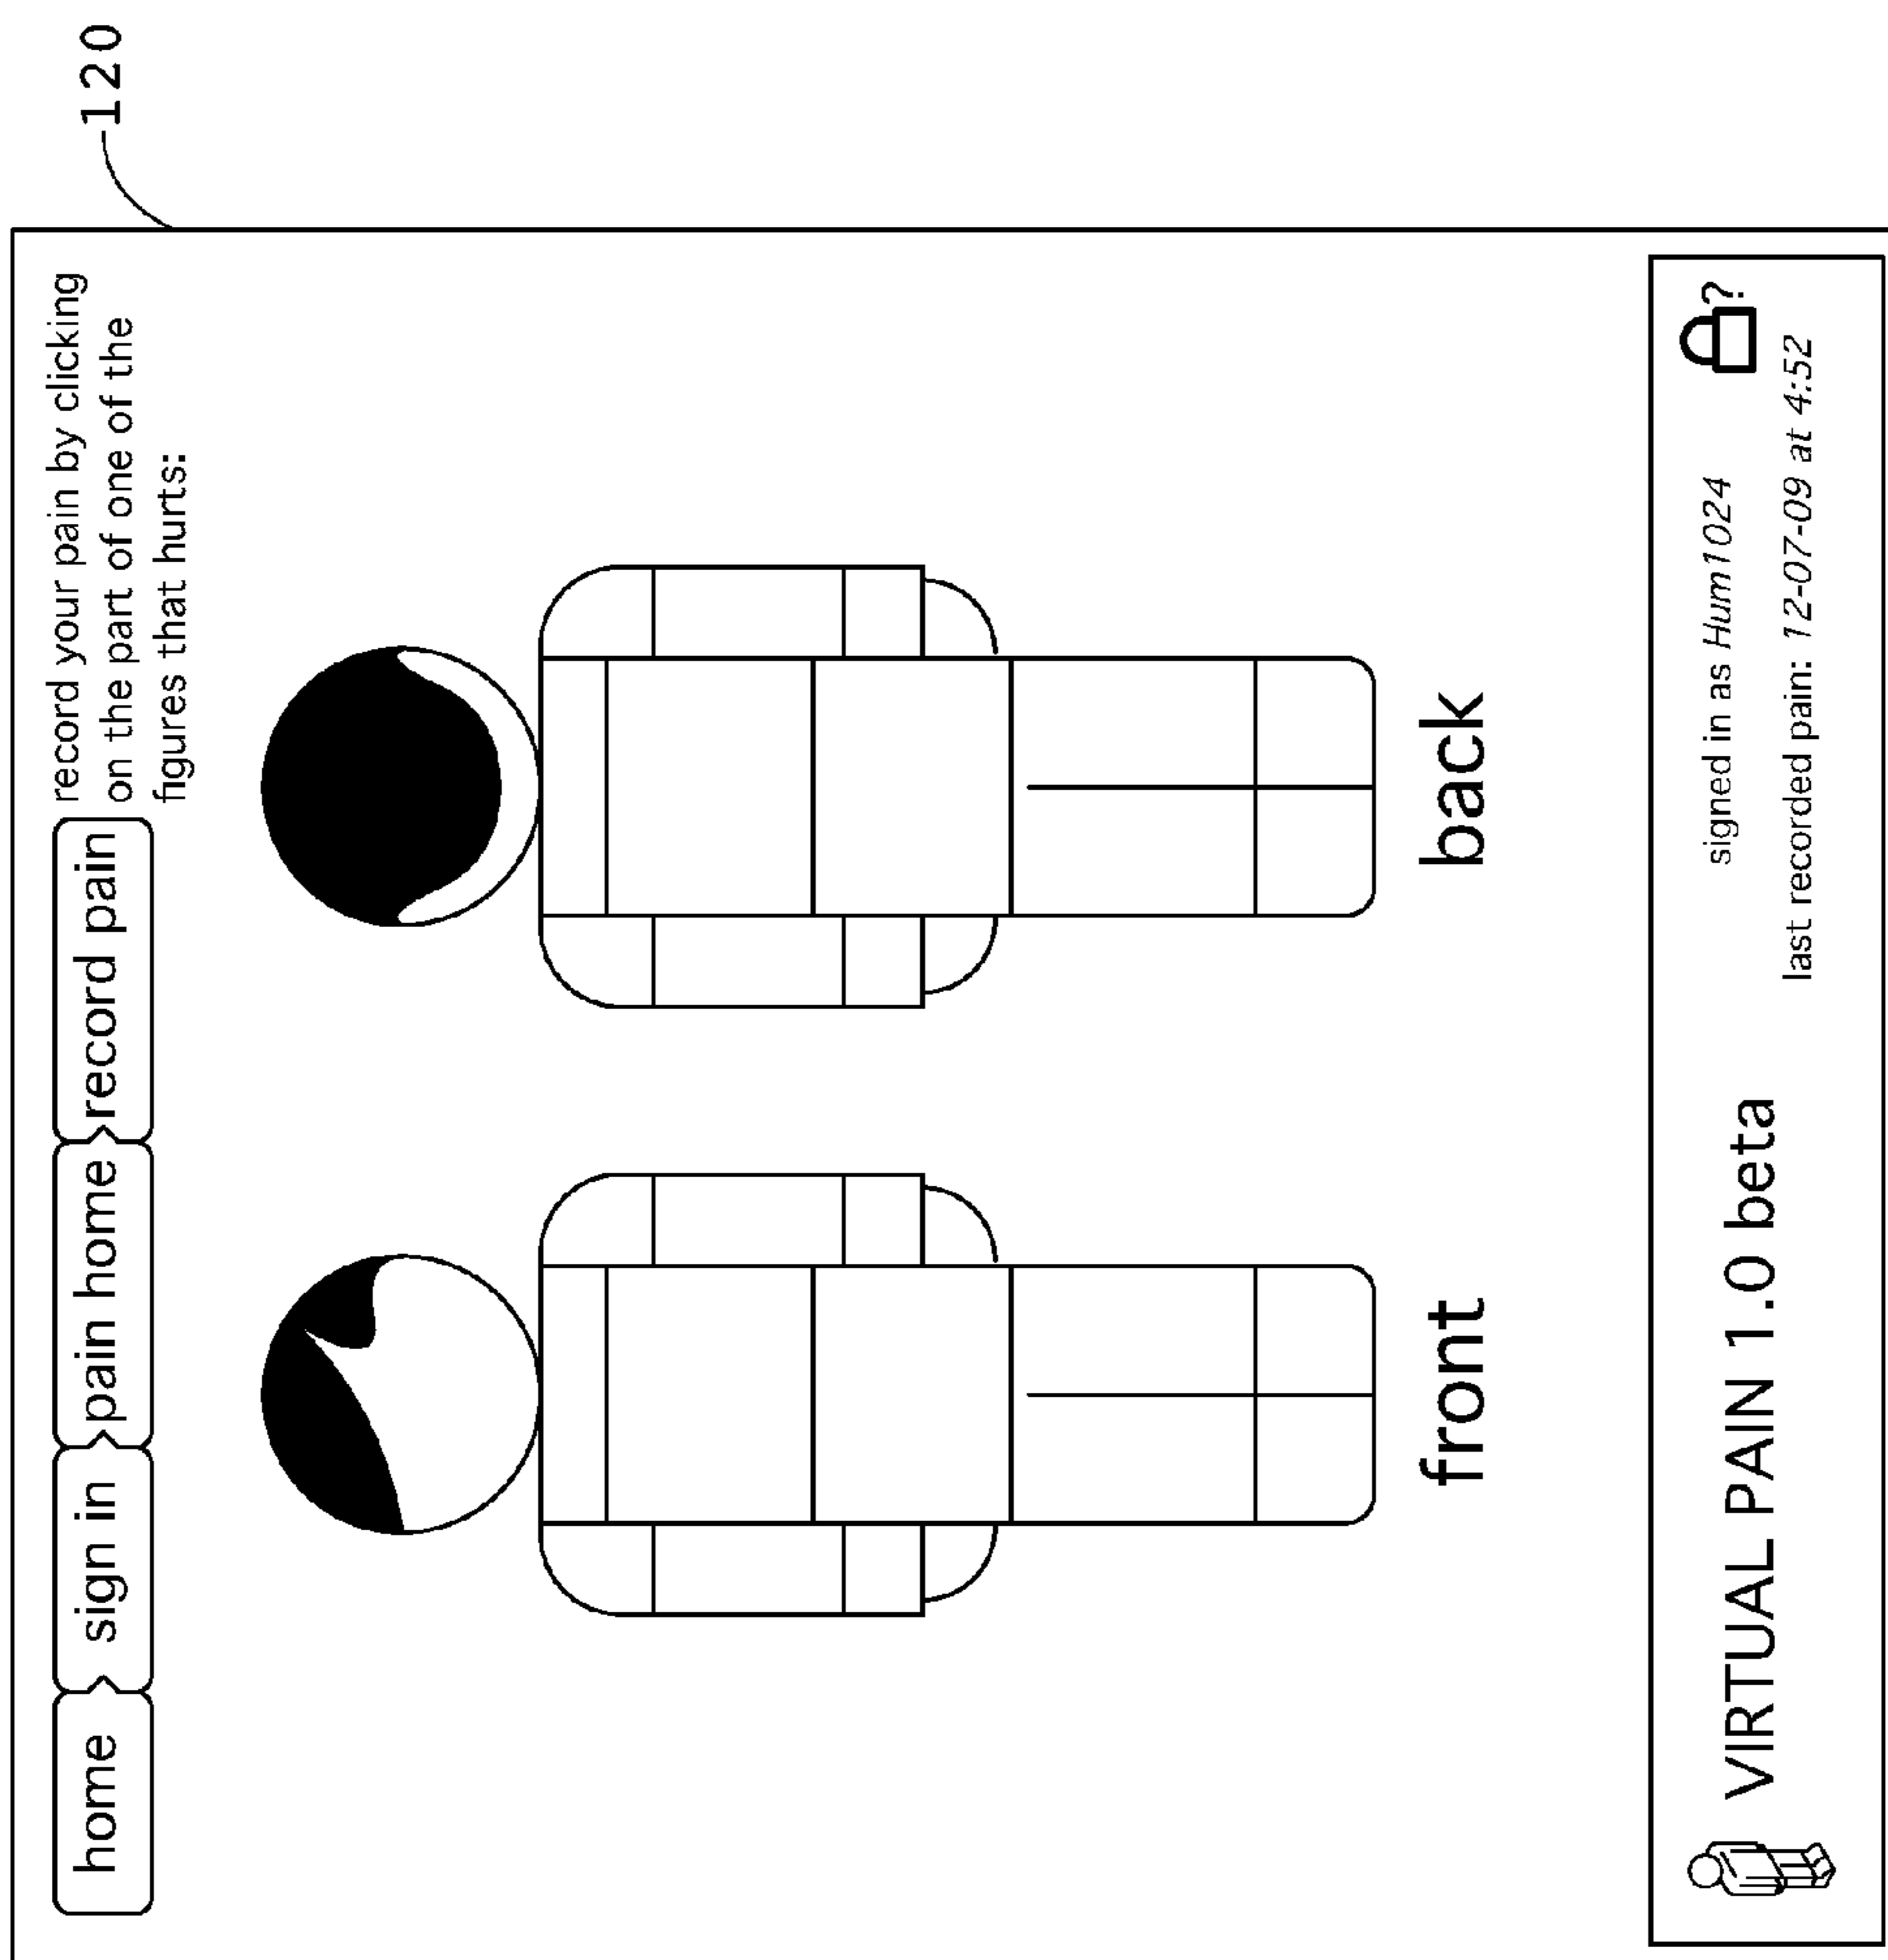 120
home
sign in
pain home
record pain
record your pain by clicking
on the part of one of the
figures that hurts:
front
back
VIRTUAL PAIN 1.0 beta
signed in as Hum1024
?
last recorded pain: 12-07-09 at 4:52